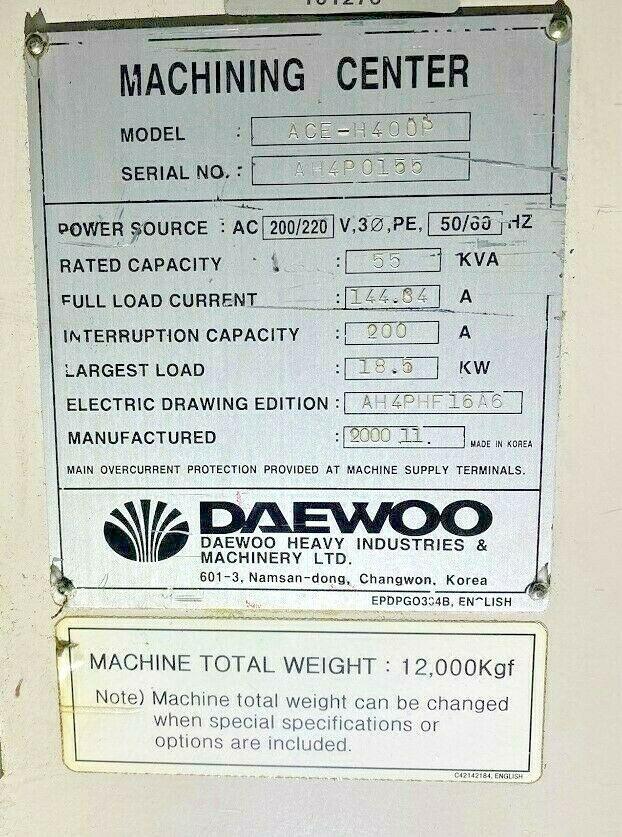 MACHINING CENTER
MODEL : ACE-H400P
SERIAL NO. : AH4P0155
POWER SOURCE : AC 200/220 V,3Ø,PE, 50/60 HZ
RATED CAPACITY : 55 KVA
FULL LOAD CURRENT : 144.84 A
INTERRUPTION CAPACITY : 200 A
LARGEST LOAD : 18.5 KW
ELECTRIC DRAWING EDITION : AH4PHF16A6
MANUFACTURED : 2000 11. MADE IN KOREA
MAIN OVERCURRENT PROTECTION PROVIDED AT MACHINE SUPPLY TERMINALS.
DAEWOO
DAEWOO HEAVY INDUSTRIES &
MACHINERY LTD.
601-3, Namsan-dong, Changwon, Korea
ENGLISH
MACHINE TOTAL WEIGHT : 12,000Kgf
Note) Machine total weight can be changed
when special specifications or
options are included.
C42142184, ENGLISH